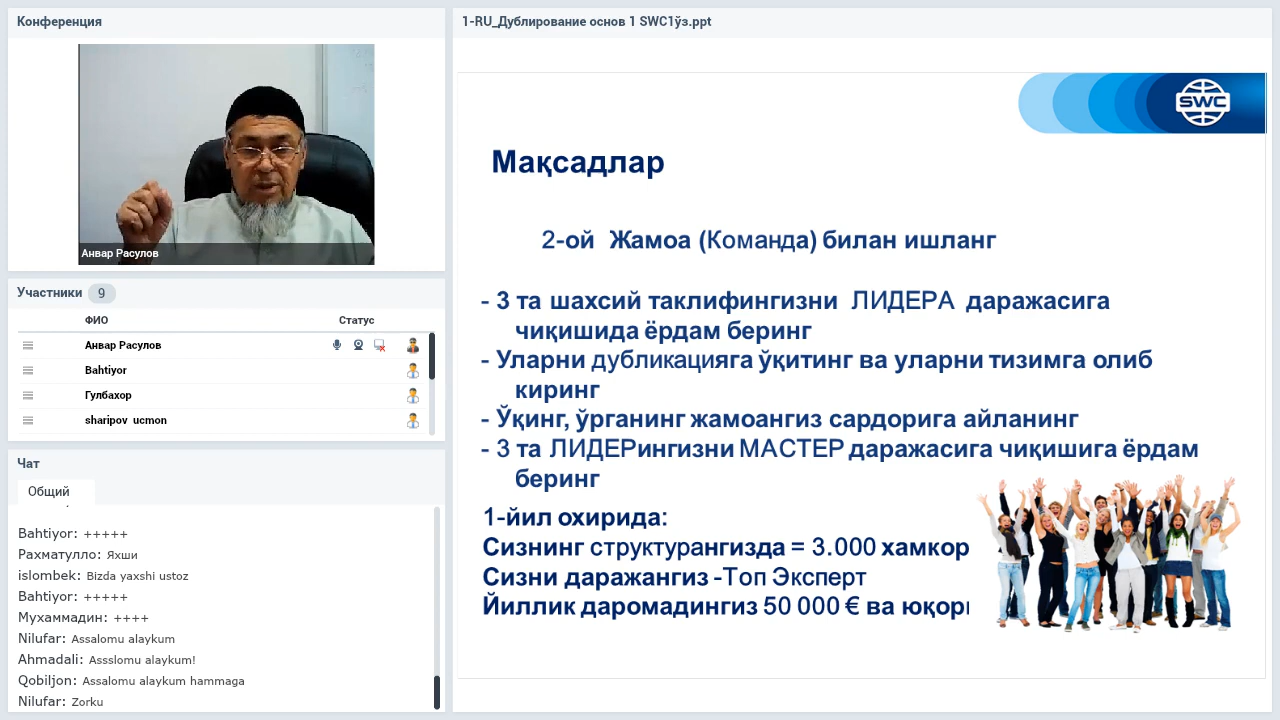 Конференция
Анвар Расулов
Участники 9
ФИО Статус
Анвар Расулов
Bahtiyor
Гулбахор
sharipov ucmon
Чат
Общий
Bahtiyor: +++++
Рахматулло: Яхши
islombek: Bizda yaxshi ustoz
Bahtiyor: +++++
Мухаммадин: ++++
Nilufar: Assalomu alaykum
Ahmadali: Assslomu alaykum!
Qobiljon: Assalomu alaykum hammaga
Nilufar: Zorku
1-RU_Дублирование основ 1 SWC1ўз.ppt
SWC
Мақсадлар
2-ой Жамоа (Команда) билан ишланг
- 3 та шахсий таклифингизни ЛИДЕРА даражасига
чиқишида ёрдам беринг
- Уларни дубликацияга ўқитинг ва уларни тизимга олиб
киринг
- Ўқинг, ўрганинг жамоангиз сардорига айланинг
- 3 та ЛИДЕРингизни МАСТЕР даражасига чиқишига ёрдам
беринг
1-йил охирида:
Сизнинг структурангизда = 3.000 хамкор
Сизни даражангиз -Топ Эксперт
Йиллик даромадингиз 50 000 € ва